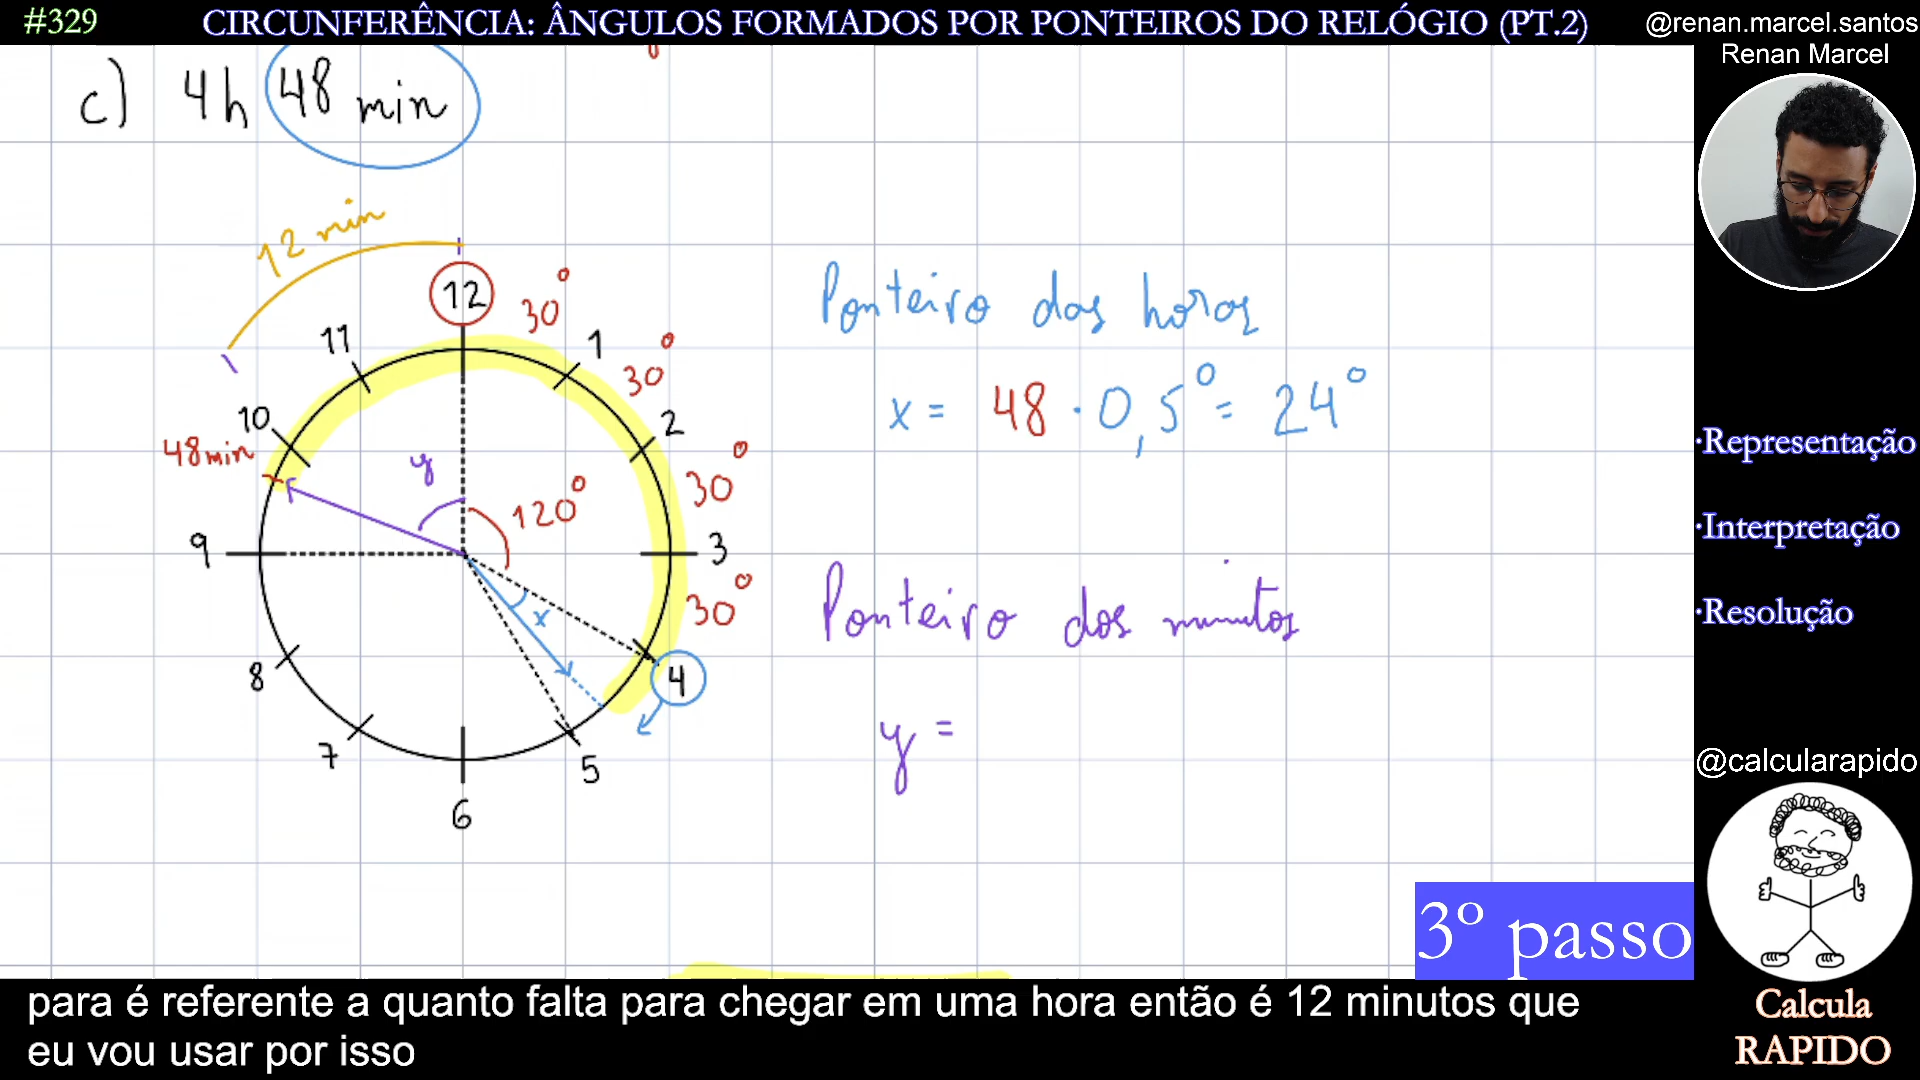 #329
CIRCUNFERÊNCIA: ÂNGULOS FORMADOS POR PONTEIROS DO RELÓGIO (PT.2)
@renan.marcel.santos
Renan Marcel
c) 4h 48 min
12 min
12
30°
11
1
30°
10
2
48min
30°
y
120°
9
3
30°
x
8
4
7
5
6
Ponteiro das horas
x = 48 · 0,5° = 24°
Ponteiro dos minutos
y =
·Representação
·Interpretação
·Resolução
@calcularapido
3º passo
Calcula
RAPIDO
para é referente a quanto falta para chegar em uma hora então é 12 minutos que
eu vou usar por isso